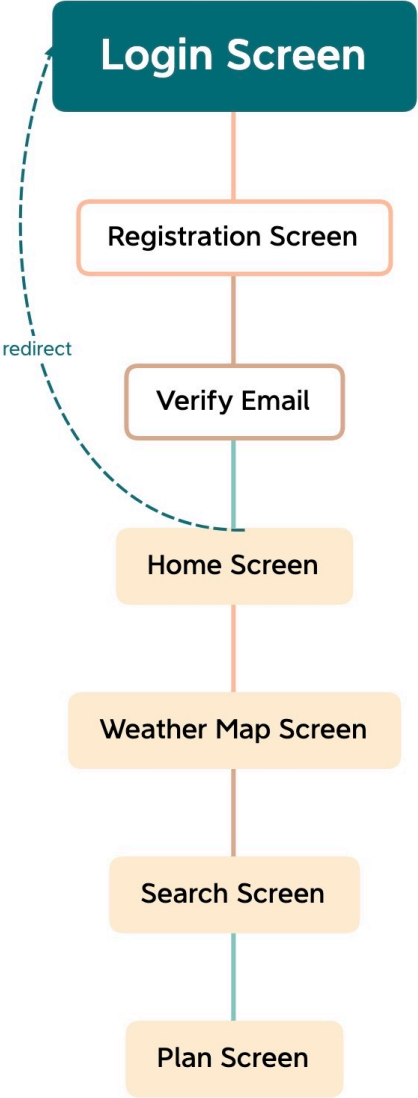 Login Screen
Registration Screen
redirect
Verify Email
Home Screen
Weather Map Screen
Search Screen
Plan Screen